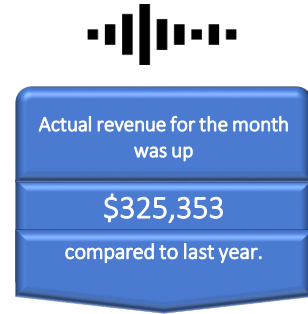 Actual revenue for the month
was up
$325,353
compared to last year.